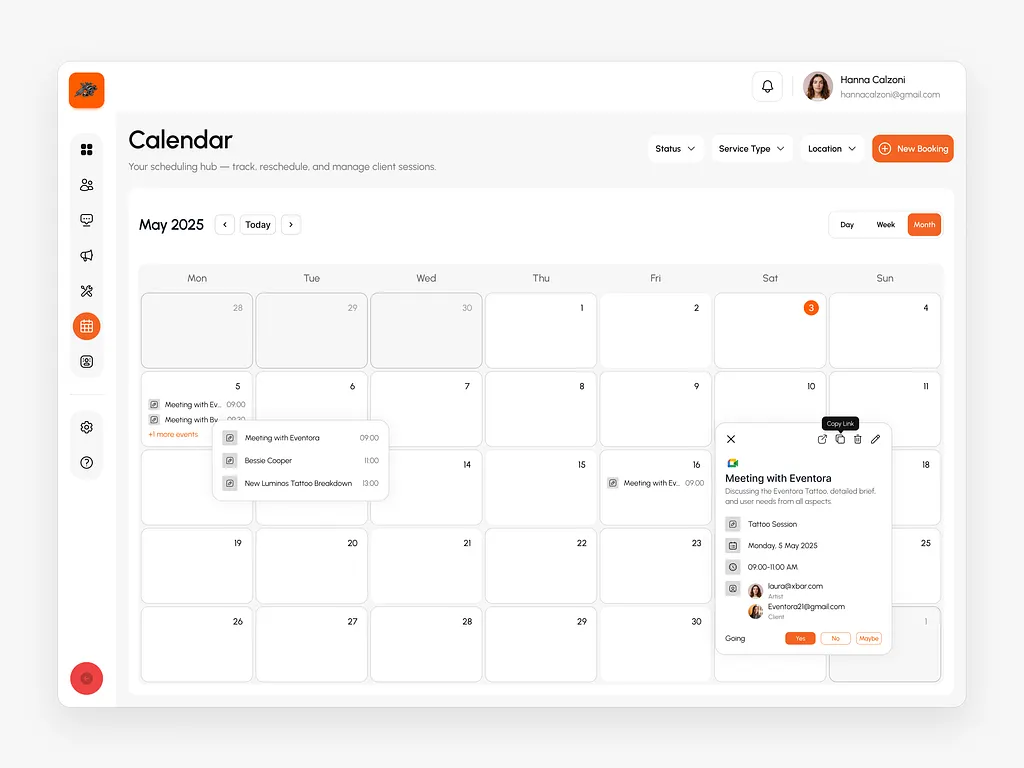 Hanna Calzoni
hannacalzoni@gmail.com
Calendar
Your scheduling hub — track, reschedule, and manage client sessions.
Status
Service Type
Location
New Booking
May 2025
Today
Day
Week
Month
Mon
Tue
Wed
Thu
Fri
Sat
Sun
28
29
30
1
2
3
4
5
6
7
8
9
10
11
Meeting with Ev... 09:00
Meeting with By
+1 more events
Meeting with Eventora 09:00
Bessie Cooper 11:00
New Luminos Tattoo Breakdown 13:00
14
15
16
18
Meeting with Ev... 09:00
19
20
21
22
23
25
26
27
28
29
30
1
Copy Link
Meeting with Eventora
Discussing the Eventora Tattoo, detailed brief,
and user needs from all aspects.
Tattoo Session
Monday, 5 May 2025
09:00-11:00 AM
laura@xbar.com
Artist
Eventora21@gmail.com
Client
Going
Yes
No
Maybe